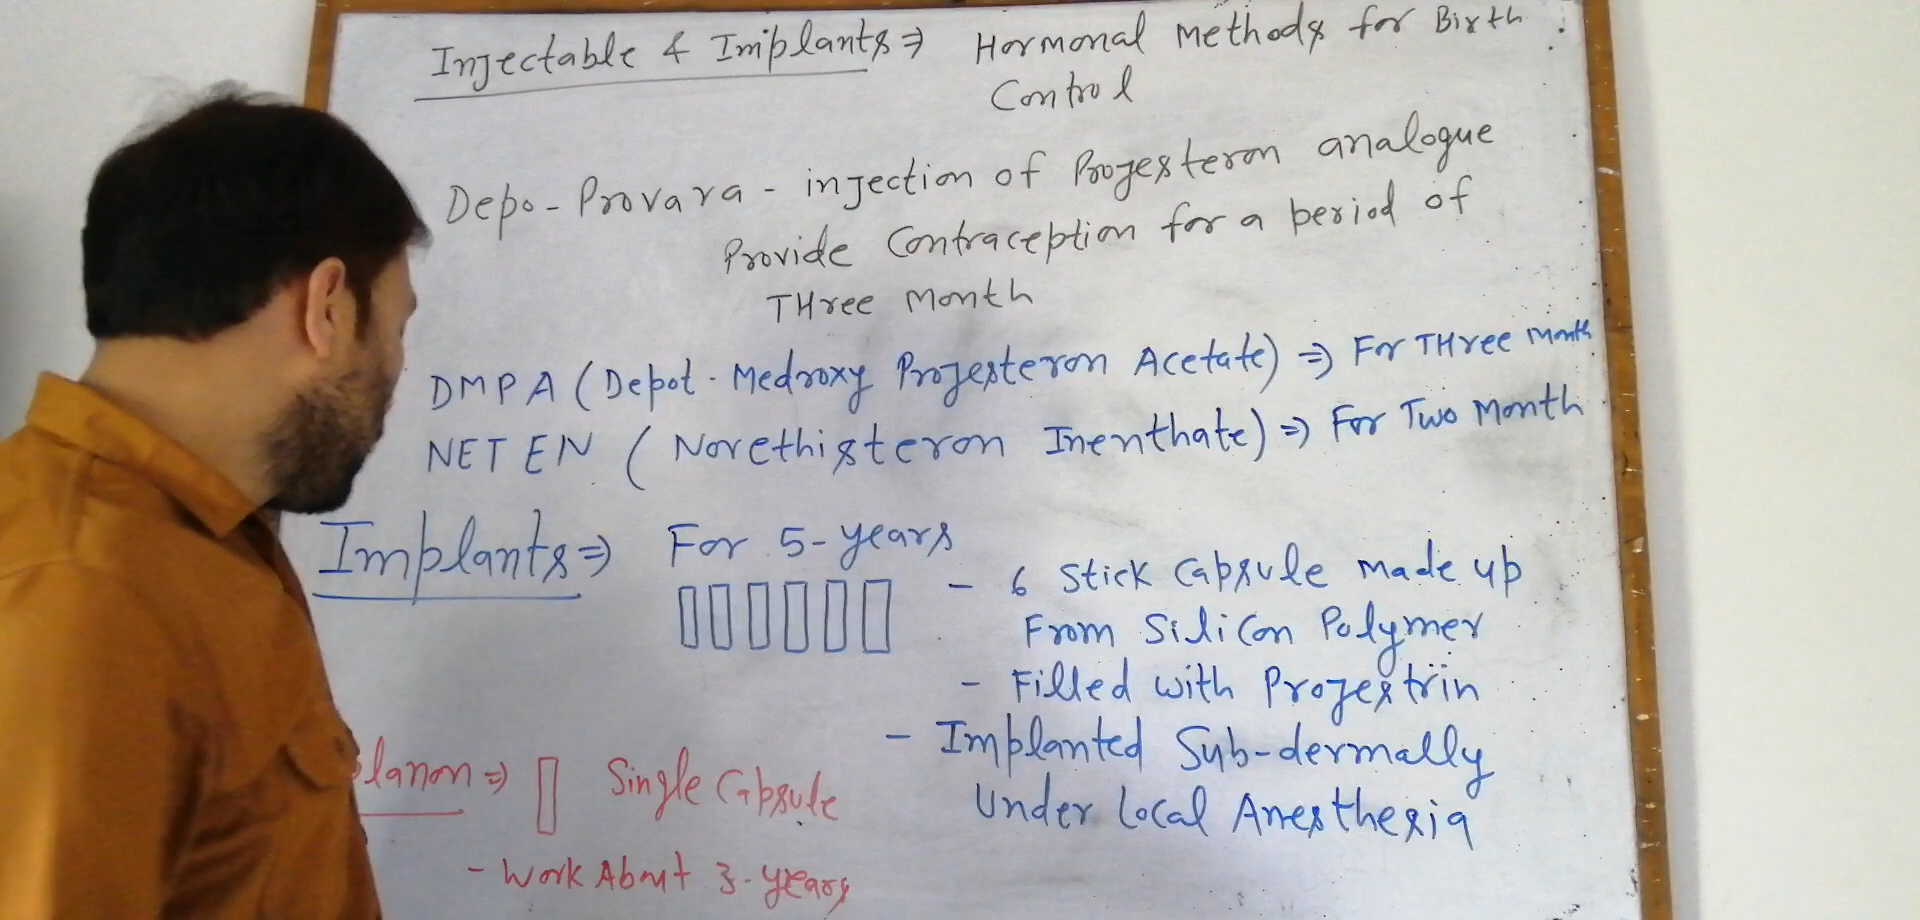 Injectable & Implants ⇒ Hormonal Methods for Birth
Control
Depo-Provara - injection of Progesteron analogue
Provide Contraception for a period of
THree Month
DMPA (Depot-Medroxy Progesteron Acetate) ⇒ For THree Month
NET EN (Norethisteron Inenthate) ⇒ For Two Month
Implants ⇒ For 5-years
- 6 Stick Capsule made up
From Silicon Polymer
- Filled with Progestrin
- Implanted Sub-dermally
Under Local Anesthesia
planon ⇒ Single Capsule
- Work About 3-years